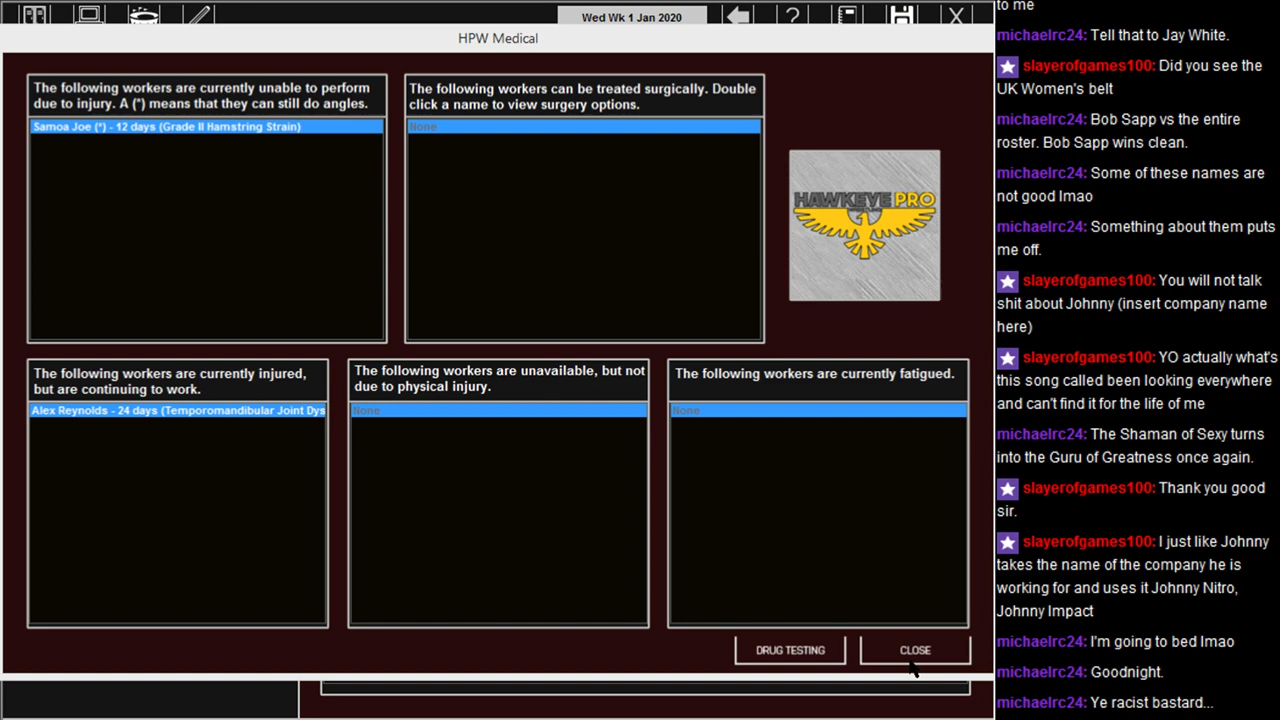 Wed Wk 1 Jan 2020
?
X
HPW Medical
The following workers are currently unable to perform
due to injury. A (*) means that they can still do angles.
Samoa Joe (*) - 12 days (Grade II Hamstring Strain)
The following workers can be treated surgically. Double
click a name to view surgery options.
None
HAWKEYE PRO
The following workers are currently injured,
but are continuing to work.
Alex Reynolds - 24 days (Temporomandibular Joint Dys
The following workers are unavailable, but not
due to physical injury.
None
The following workers are currently fatigued.
None
DRUG TESTING
CLOSE
to me
michaelrc24: Tell that to Jay White.
slayerofgames100: Did you see the
UK Women's belt
michaelrc24: Bob Sapp vs the entire
roster. Bob Sapp wins clean.
michaelrc24: Some of these names are
not good lmao
michaelrc24: Something about them puts
me off.
slayerofgames100: You will not talk
shit about Johnny (insert company name
here)
slayerofgames100: YO actually what's
this song called been looking everywhere
and can't find it for the life of me
michaelrc24: The Shaman of Sexy turns
into the Guru of Greatness once again.
slayerofgames100: Thank you good
sir.
slayerofgames100: I just like Johnny
takes the name of the company he is
working for and uses it Johnny Nitro,
Johnny Impact
michaelrc24: I'm going to bed lmao
michaelrc24: Goodnight.
michaelrc24: Ye racist bastard...